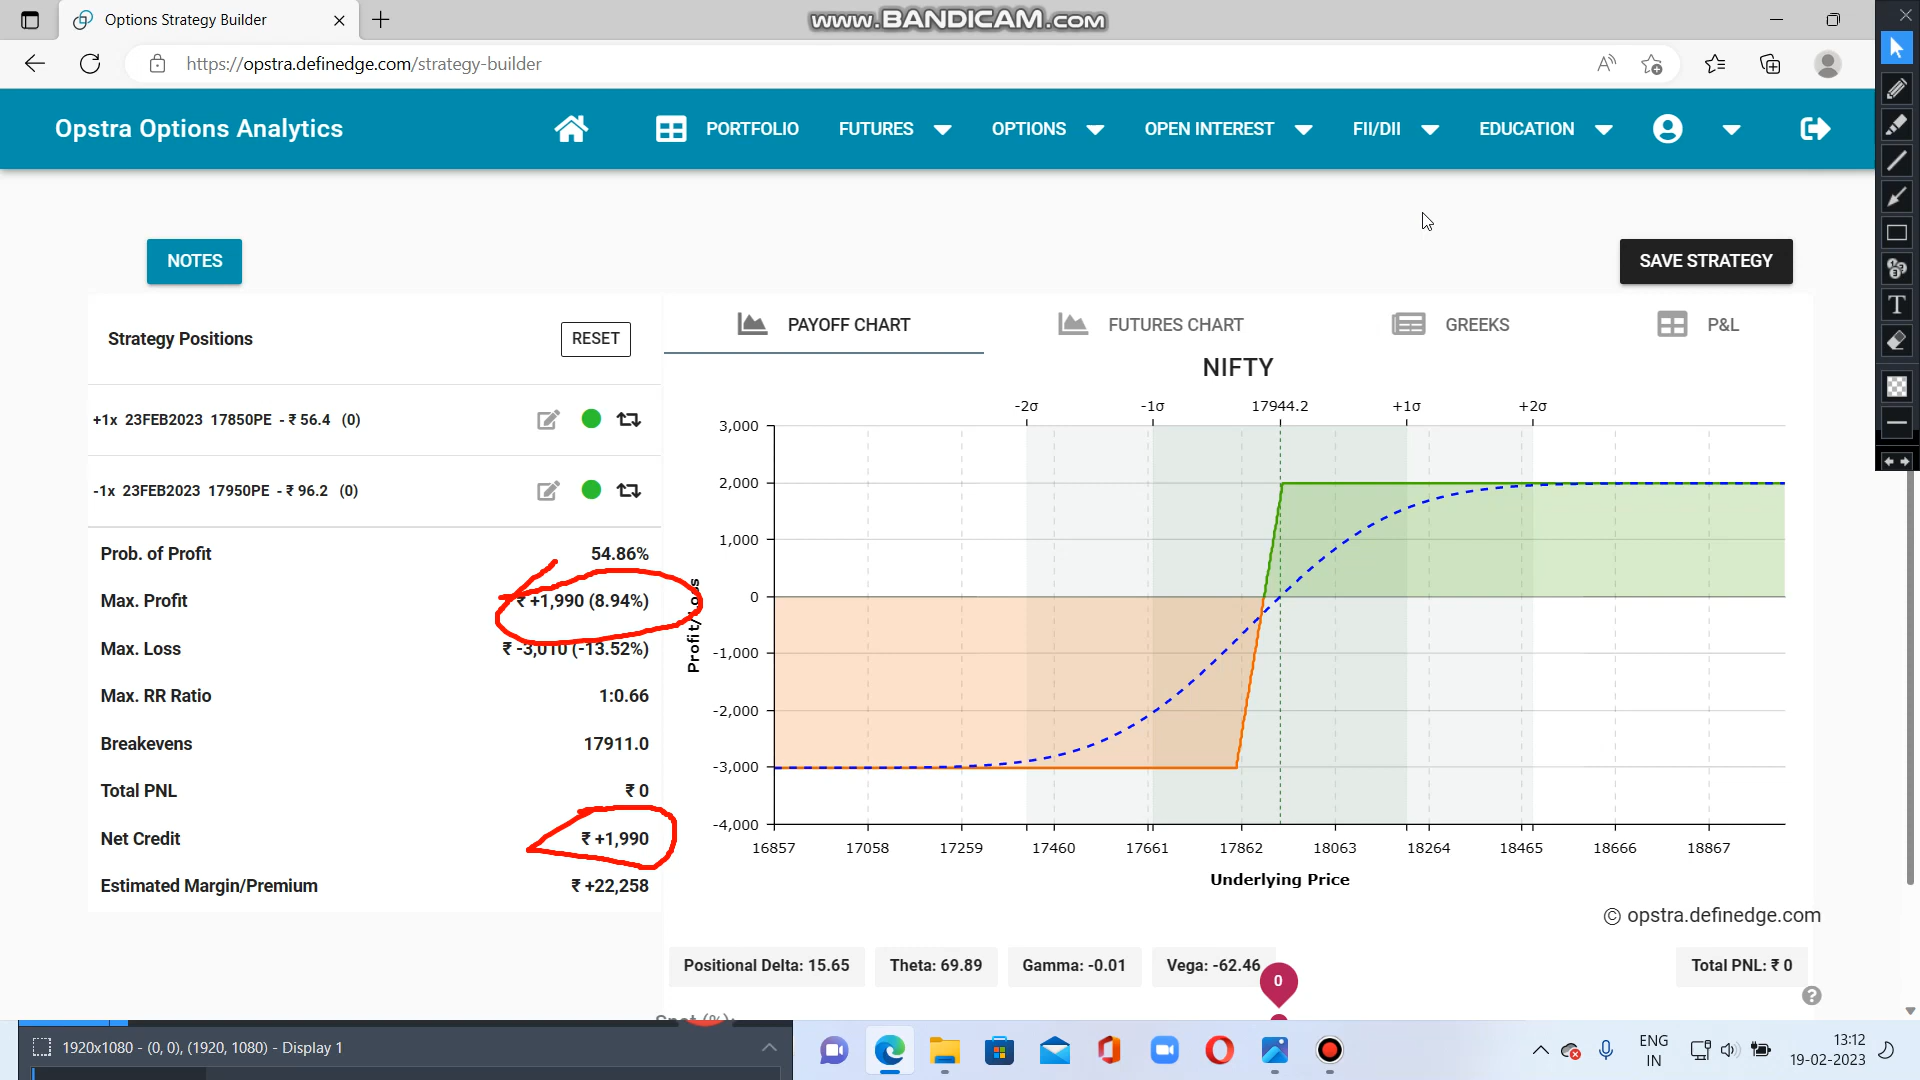 Options Strategy Builder
www.BANDICAM.com
https://opstra.definedge.com/strategy-builder
Opstra Options Analytics
PORTFOLIO
FUTURES
OPTIONS
OPEN INTEREST
FII/DII
EDUCATION
NOTES
SAVE STRATEGY
Strategy Positions
RESET
PAYOFF CHART
FUTURES CHART
GREEKS
P&L
+1x 23FEB2023 17850PE - ₹ 56.4 (0)
-1x 23FEB2023 17950PE - ₹ 96.2 (0)
Prob. of Profit 54.86%
Max. Profit ₹ +1,990 (8.94%)
Max. Loss ₹ -3,010 (-13.52%)
Max. RR Ratio 1:0.66
Breakevens 17911.0
Total PNL ₹ 0
Net Credit ₹ +1,990
Estimated Margin/Premium ₹ +22,258
NIFTY
-2σ -1σ 17944.2 +1σ +2σ
3,000
2,000
1,000
0
-1,000
-2,000
-3,000
-4,000
Profit/Loss
16857 17058 17259 17460 17661 17862 18063 18264 18465 18666 18867
Underlying Price
© opstra.definedge.com
Positional Delta: 15.65
Theta: 69.89
Gamma: -0.01
Vega: -62.46
Total PNL: ₹ 0
0
Spot (%):
1920x1080 - (0, 0), (1920, 1080) - Display 1
ENG
IN
13:12
19-02-2023